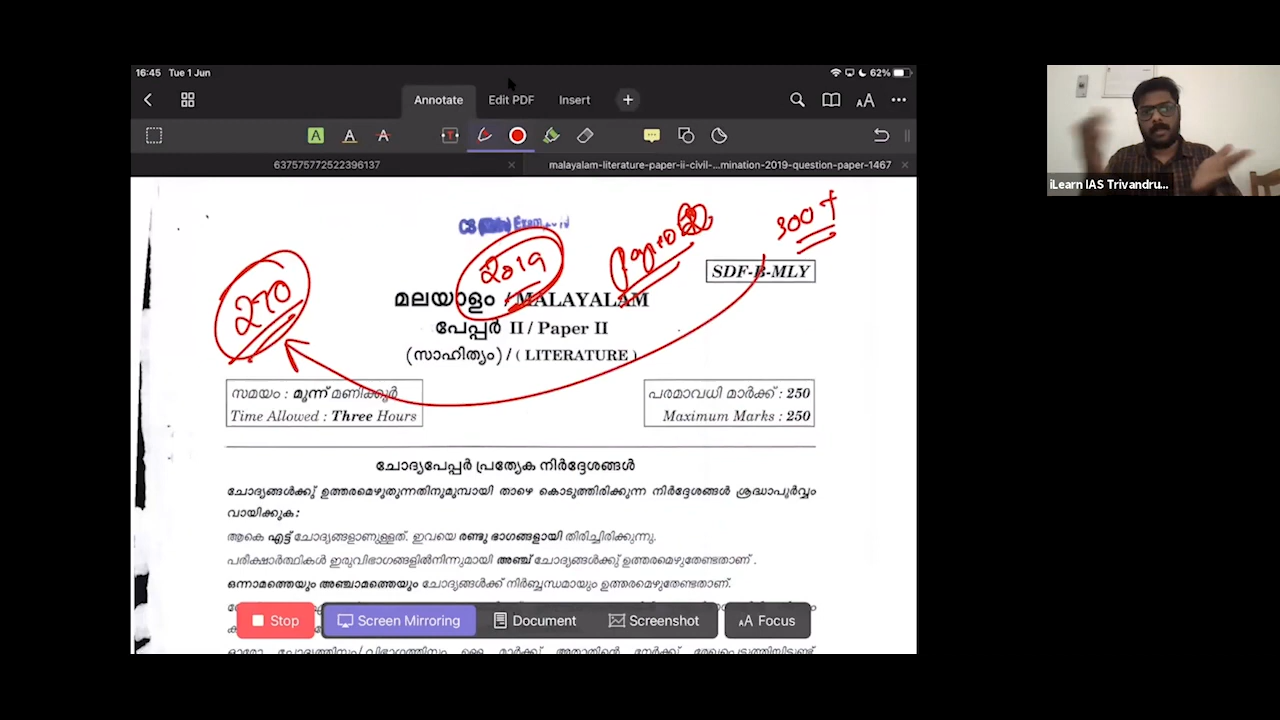 16:45 Tue 1 Jun
62%
Annotate Edit PDF Insert
637575772522396137
malayalam-literature-paper-ii-civil-...mination-2019-question-paper-1467
iLearn IAS Trivandru...
300+
2019
270
SDF-B-MLY
മലയാളം / MALAYALAM
പേപ്പർ II / Paper II
(സാഹിത്യം) / ( LITERATURE )
സമയം : മൂന്ന് മണിക്കൂർ
Time Allowed : Three Hours
പരമാവധി മാർക്ക് : 250
Maximum Marks : 250
ചോദ്യപേപ്പർ പ്രത്യേക നിർദ്ദേശങ്ങൾ
ചോദ്യങ്ങൾക്കു് ഉത്തരമെഴുതുന്നതിനുമുമ്പായി താഴെ കൊടുത്തിരിക്കുന്ന നിർദ്ദേശങ്ങൾ ശ്രദ്ധാപൂർവ്വം
വായിക്കുക :
ആകെ എട്ട് ചോദ്യങ്ങളാണുള്ളത്. ഇവയെ രണ്ടു ഭാഗങ്ങളായി തിരിച്ചിരിക്കുന്നു.
പരീക്ഷാർത്ഥികൾ ഇരുവിഭാഗങ്ങളിൽനിന്നുമായി അഞ്ച് ചോദ്യങ്ങൾക്കു് ഉത്തരമെഴുതേണ്ടതാണ് .
ഒന്നാമത്തെയും അഞ്ചാമത്തെയും ചോദ്യങ്ങൾക്ക് നിർബ്ബന്ധമായും ഉത്തരമെഴുതേണ്ടതാണ്.
Stop Screen Mirroring Document Screenshot AA Focus